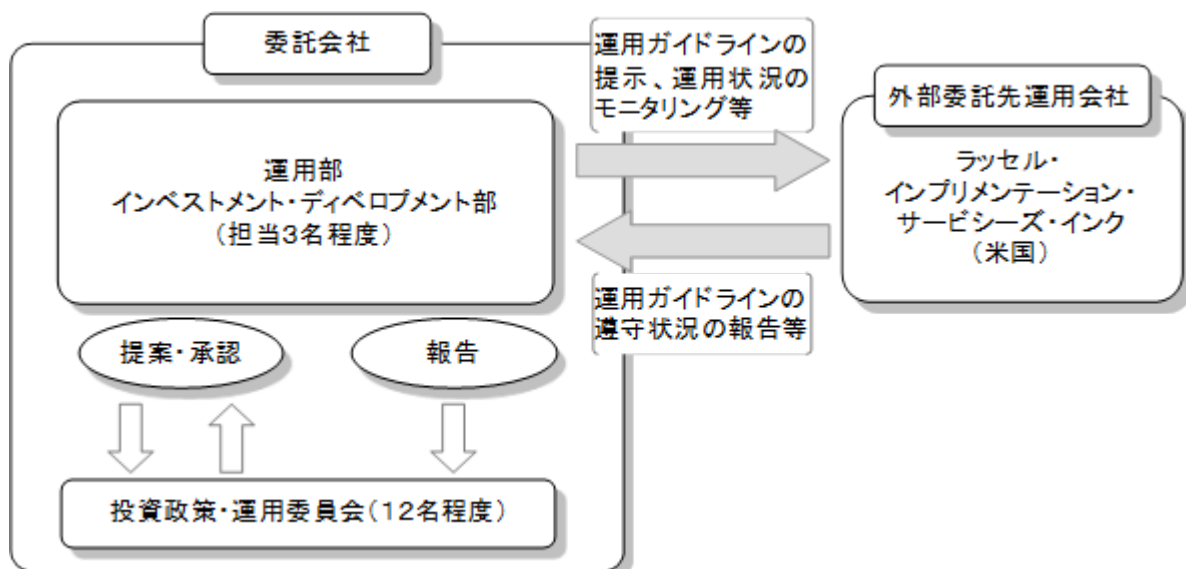 委託会社
運用ガイドラインの
提示、運用状況の
モニタリング等
外部委託先運用会社
運用部
インベストメント・ディベロプメント部
（担当3名程度）
ラッセル・
インプリメンテーション・
サービシーズ・インク
（米国）
運用ガイドラインの
遵守状況の報告等
提案・承認
報告
投資政策・運用委員会（12名程度）